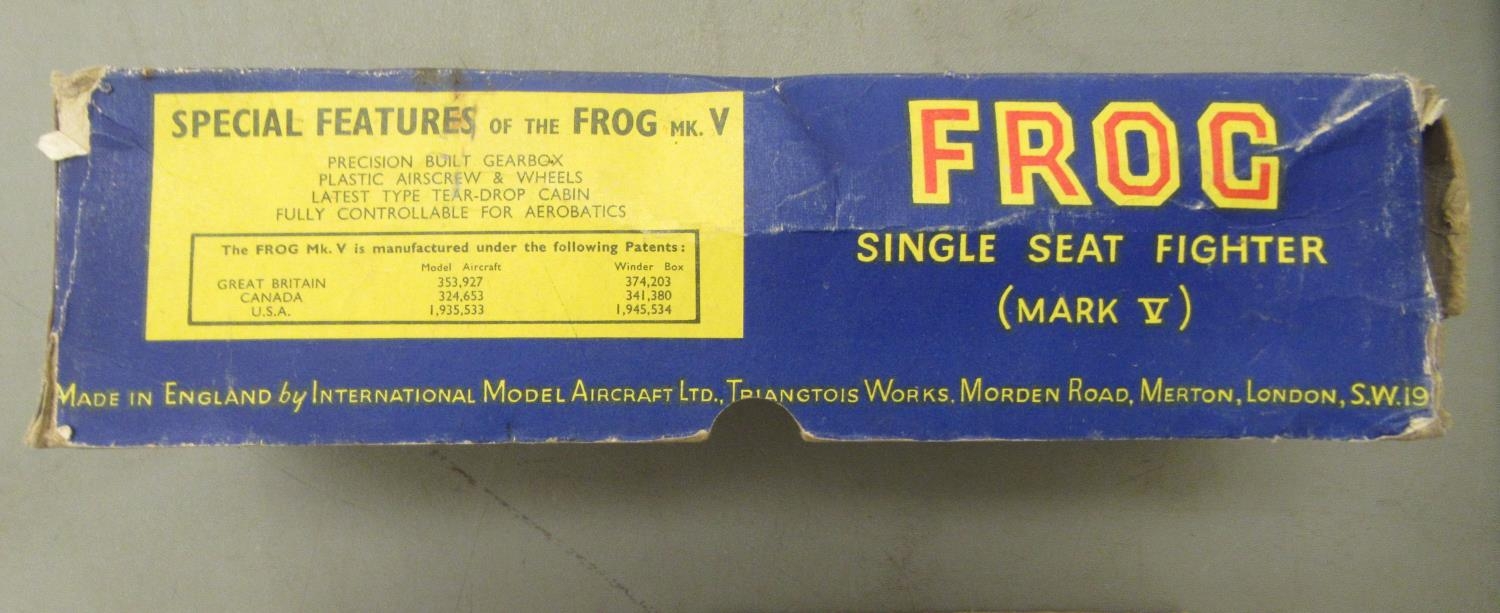 SPECIAL FEATURES OF THE FROG MK. V
PRECISION BUILT GEARBOX
PLASTIC AIRSCREW & WHEELS
LATEST TYPE TEAR-DROP CABIN
FULLY CONTROLLABLE FOR AEROBATICS
The FROG Mk. V is manufactured under the following Patents:
Model Aircraft Winder Box
GREAT BRITAIN 353,927 374,203
CANADA 324,653 341,380
U.S.A. 1,935,533 1,945,534
FROG
SINGLE SEAT FIGHTER
(MARK V)
MADE IN ENGLAND by INTERNATIONAL MODEL AIRCRAFT LTD., TRIANGTOIS WORKS, MORDEN ROAD, MERTON, LONDON, S.W.19